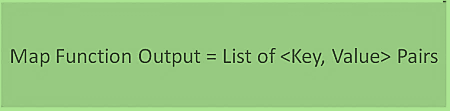 Map Function Output = List of <Key, Value> Pairs